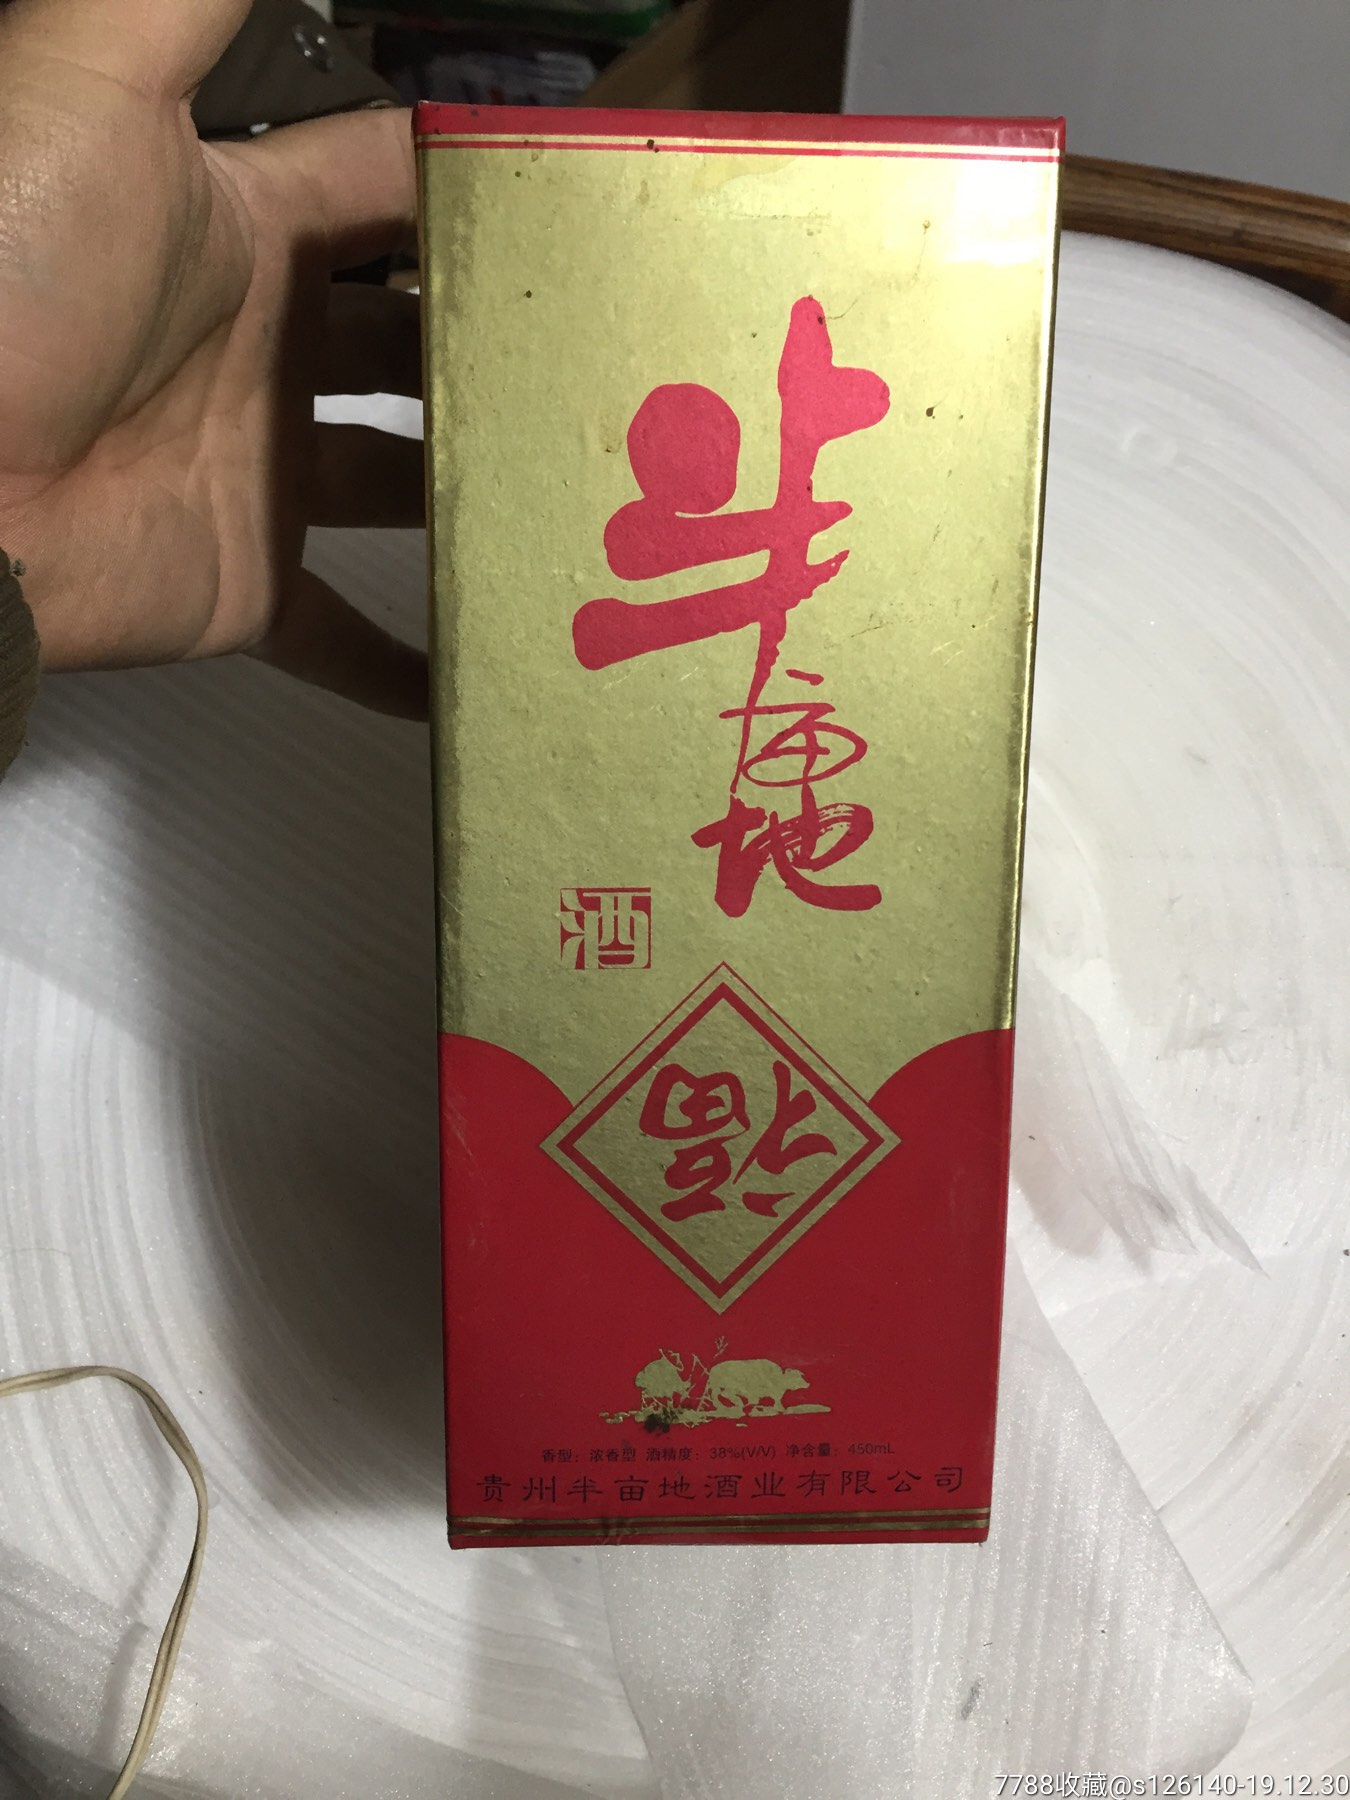 半亩地
酒
福
香型：浓香型 酒精度：38%(V/V) 净含量：450mL
贵州半亩地酒业有限公司
7788收藏@s126140-19.12.30